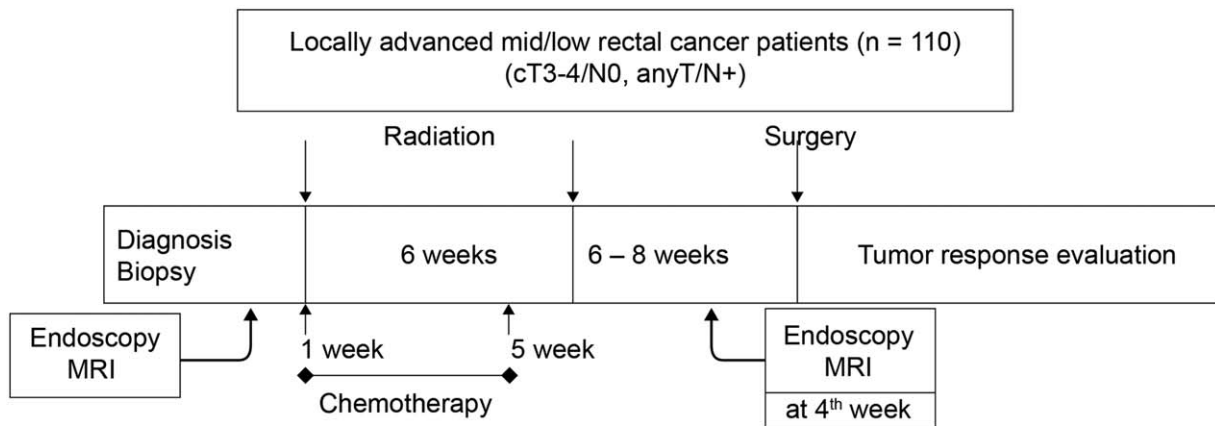 Locally advanced mid/low rectal cancer patients (n = 110)
(cT3-4/N0, anyT/N+)
Radiation
Surgery
Diagnosis
Biopsy
6 weeks
6 – 8 weeks
Tumor response evaluation
Endoscopy
MRI
1 week
5 week
Chemotherapy
Endoscopy
MRI
at 4th week